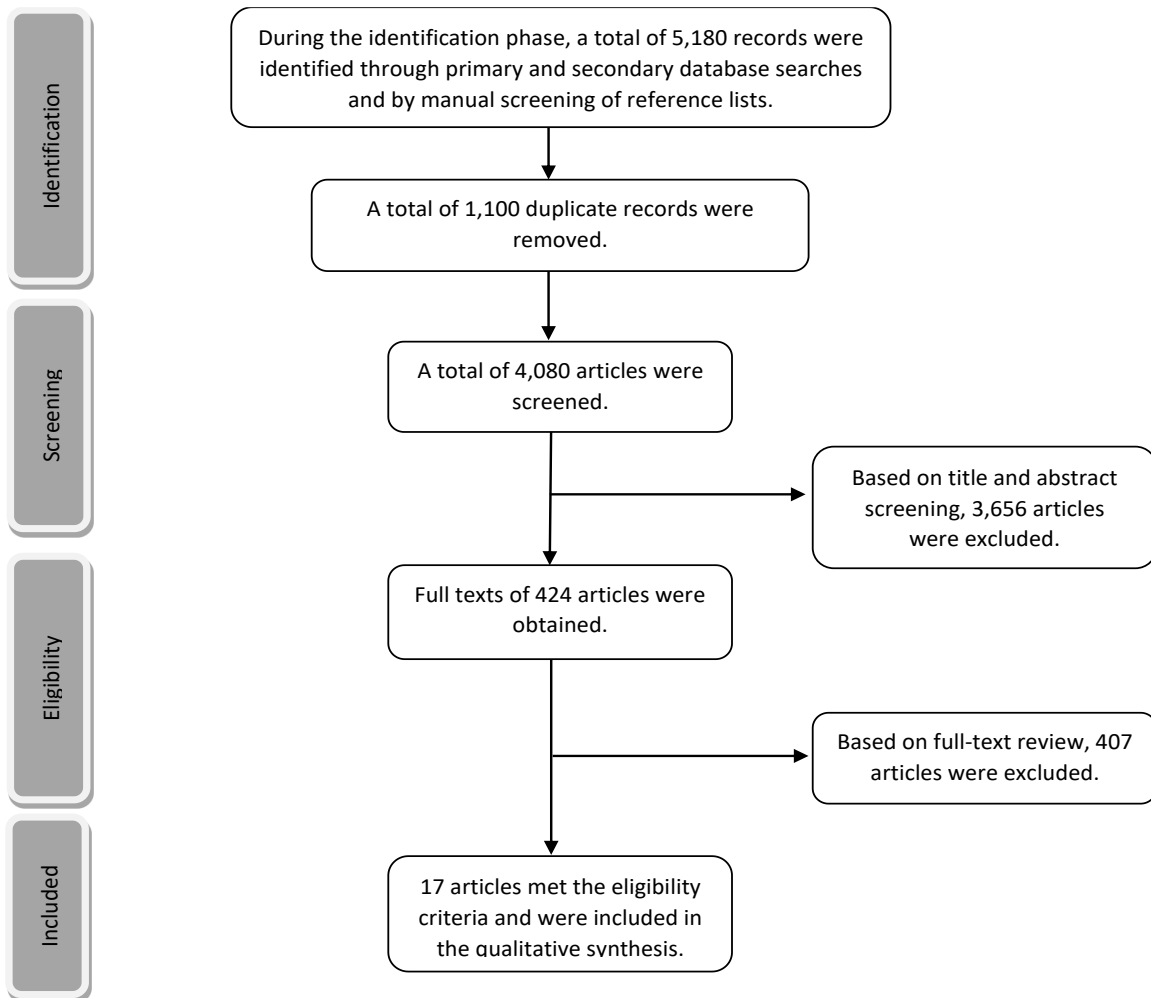 Identification
During the identification phase, a total of 5,180 records were
identified through primary and secondary database searches
and by manual screening of reference lists.
A total of 1,100 duplicate records were
removed.
Screening
A total of 4,080 articles were
screened.
Based on title and abstract
screening, 3,656 articles
were excluded.
Eligibility
Full texts of 424 articles were
obtained.
Based on full-text review, 407
articles were excluded.
Included
17 articles met the eligibility
criteria and were included in
the qualitative synthesis.